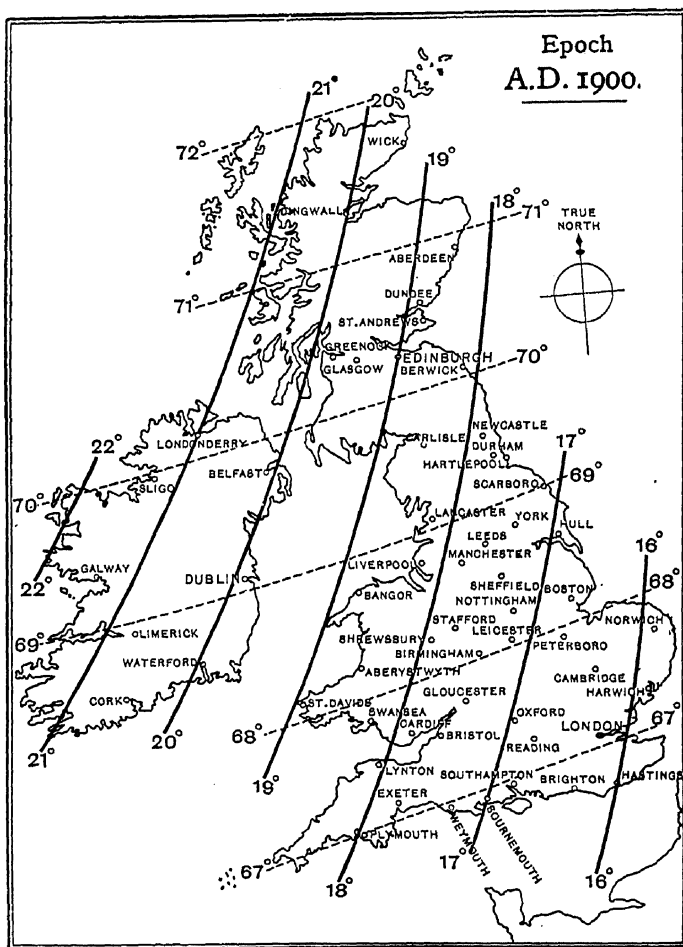 Epoch
A.D. 1900.
21°
20°
72°
WICK
19°
18°
DINGWALL
71°
TRUE
NORTH
ABERDEEN
71°
DUNDEE
ST. ANDREWS
GREENOCK
EDINBURGH
GLASGOW
BERWICK
70°
22°
LONDONDERRY
CARLISLE
NEWCASTLE
DURHAM
17°
BELFAST
HARTLEPOOL
69°
SLIGO
SCARBORO
70°
LANCASTER
YORK
HULL
LEEDS
16°
GALWAY
DUBLIN
LIVERPOOL
MANCHESTER
22°
BANGOR
SHEFFIELD
BOSTON
68°
NOTTINGHAM
69°
LIMERICK
STAFFORD
NORWICH
SHREWSBURY
LEICESTER
BIRMINGHAM
PETERBORO
WATERFORD
ABERYSTWYTH
CAMBRIDGE
CORK
ST. DAVIDS
GLOUCESTER
HARWICH
SWANSEA
OXFORD
67°
20°
68°
CARDIFF
BRISTOL
LONDON
21°
READING
19°
LYNTON
SOUTHAMPTON
BRIGHTON
HASTINGS
EXETER
PLYMOUTH
WEYMOUTH
BOURNEMOUTH
67°
17°
18°
16°